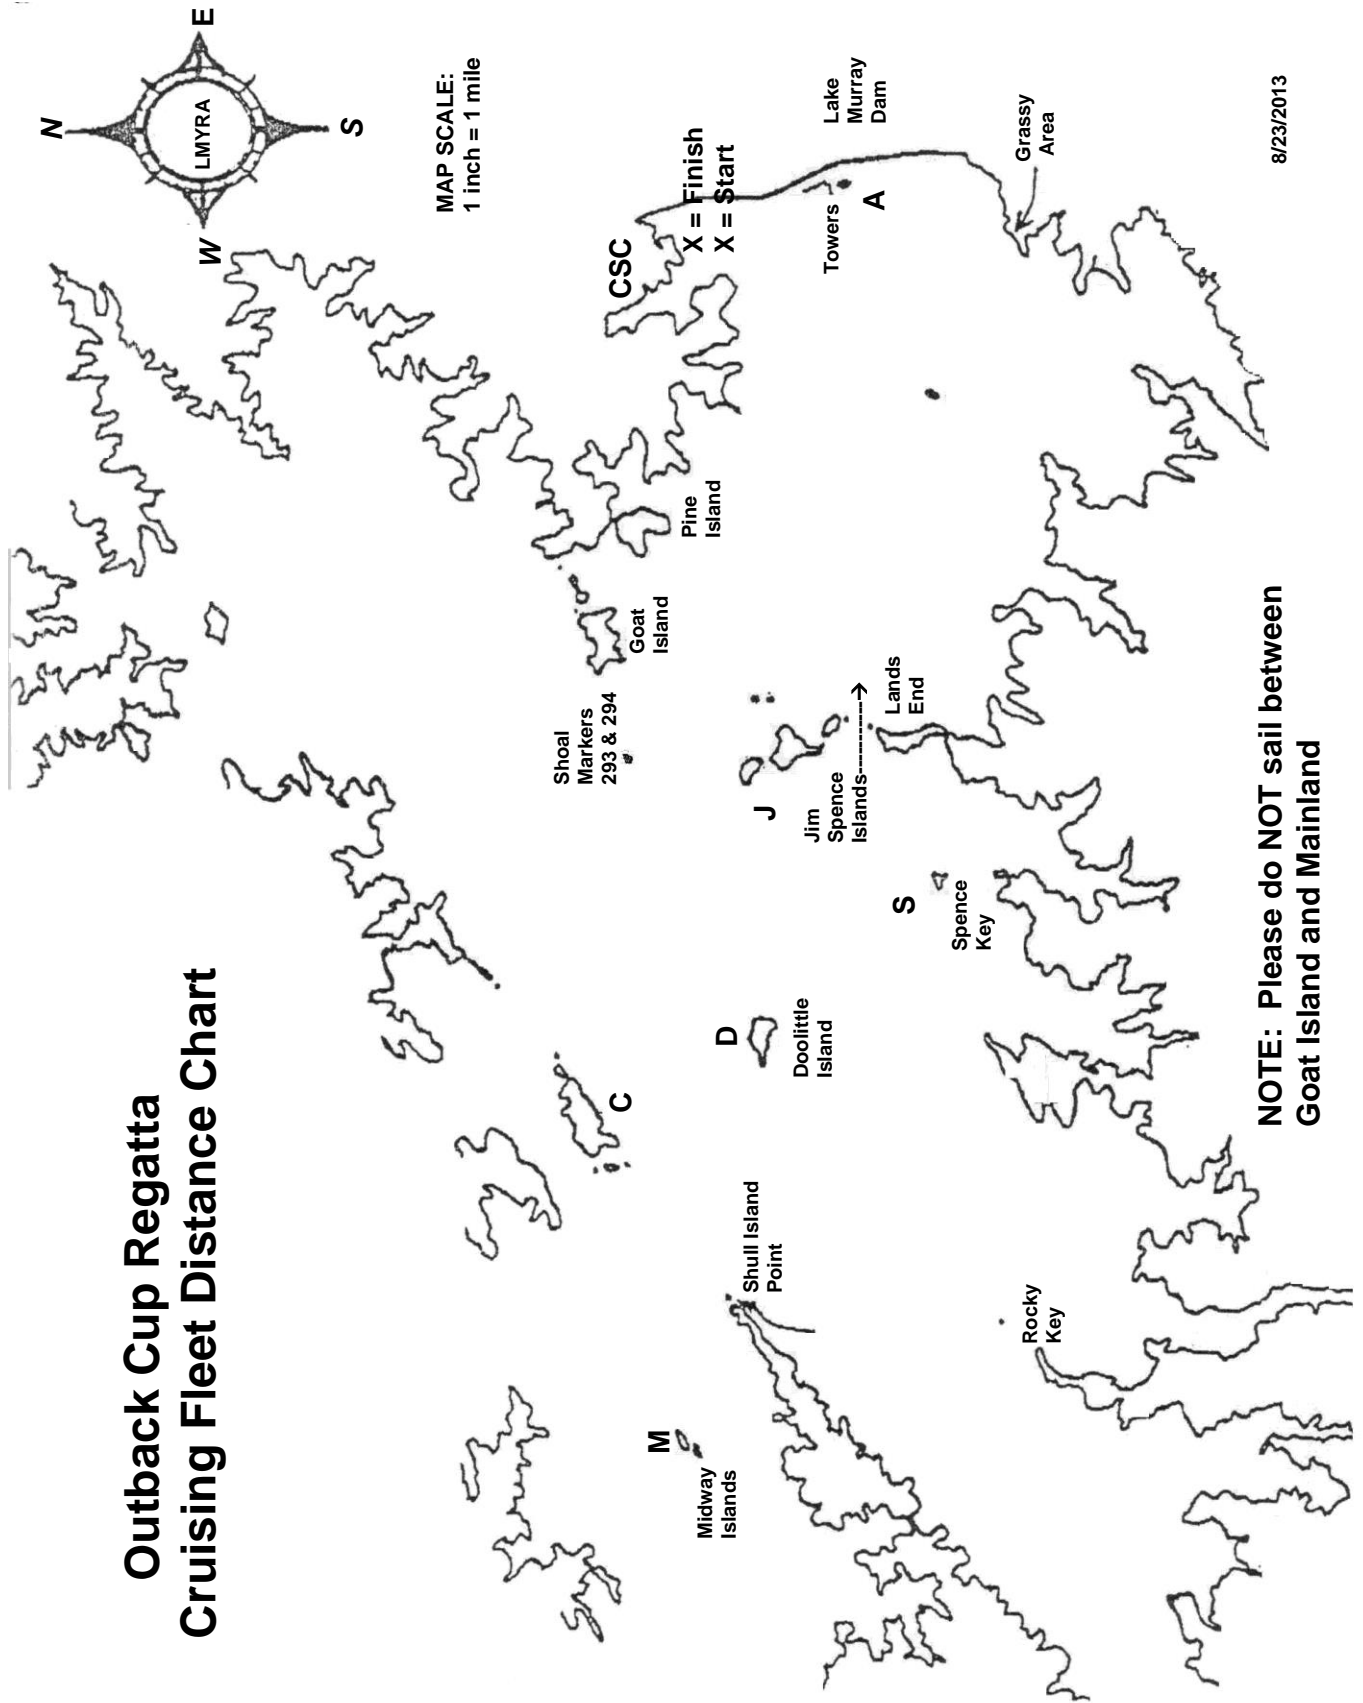 Outback Cup Regatta
Cruising Fleet Distance Chart
N
W
LMYRA
E
S
MAP SCALE:
1 inch = 1 mile
CSC
X = Finish
X = Start
Lake
Murray
Dam
Towers
A
Grassy
Area
8/23/2013
Pine
Island
Goat
Island
Shoal
Markers
293 & 294
J
Jim
Spence
Islands--------------→
Lands
End
S
Spence
Key
D
Doolittle
Island
C
Shull Island
Point
M
Midway
Islands
Rocky
Key
NOTE: Please do NOT sail between
Goat Island and Mainland